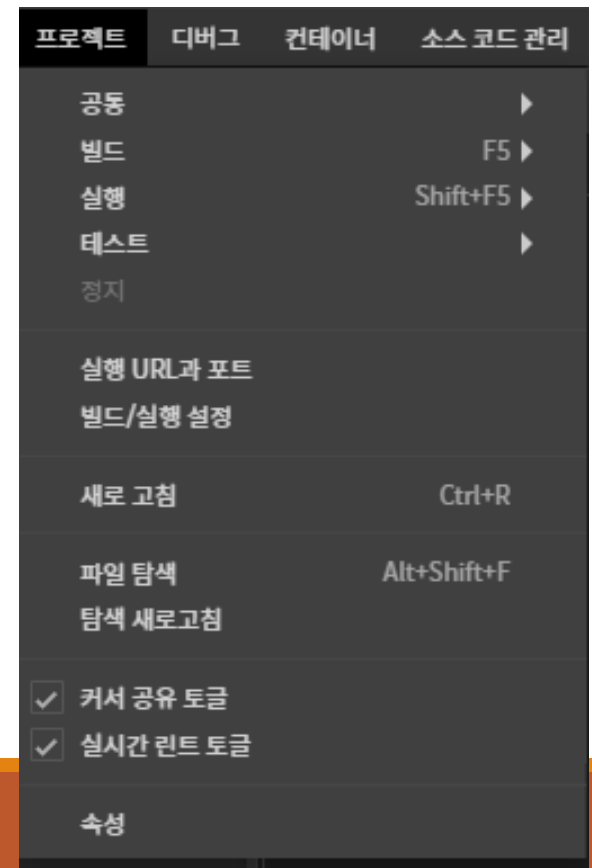 프로젝트 디버그 컨테이너 소스 코드 관리
공동
빌드 F5
실행 Shift+F5
테스트
정지
실행 URL과 포트
빌드/실행 설정
새로 고침 Ctrl+R
파일 탐색 Alt+Shift+F
탐색 새로고침
커서 공유 토글
실시간 린트 토글
속성